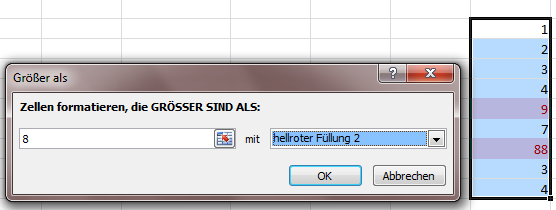 Größer als
Zellen formatieren, die GRÖSSER SIND ALS:
8 mit hellroter Füllung 2
OK Abbrechen
1
2
3
4
9
7
88
3
4